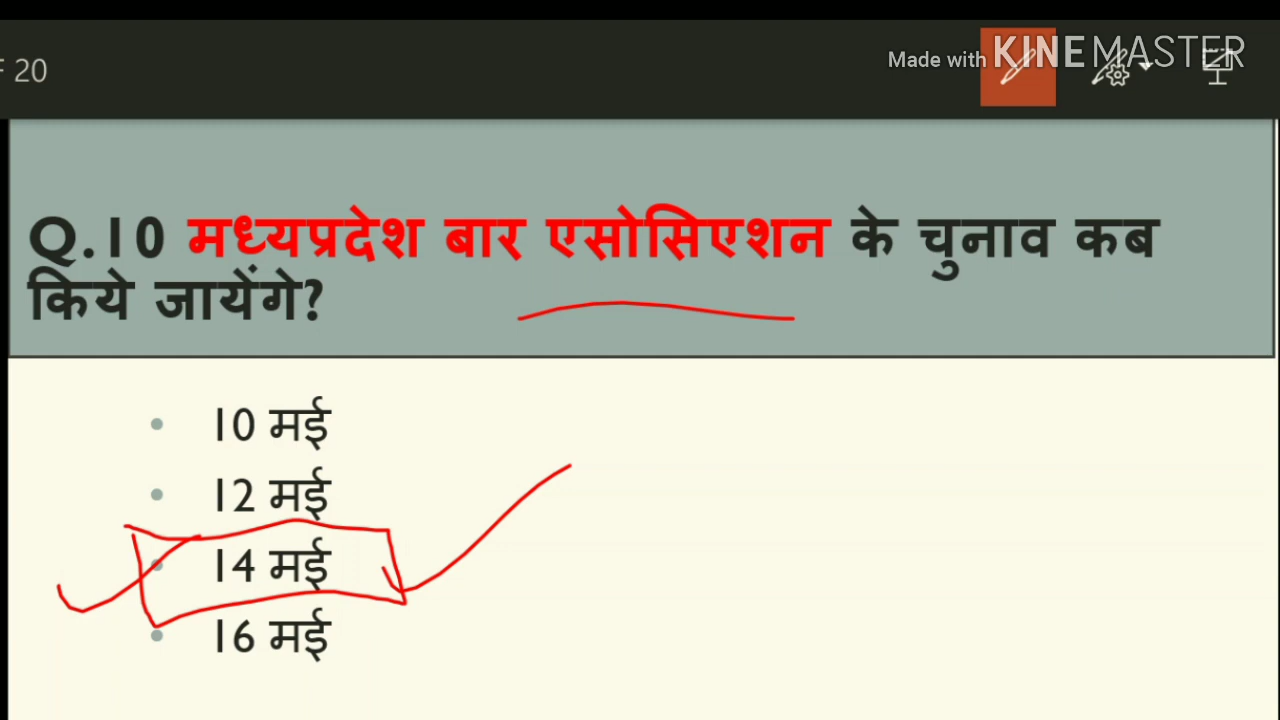 20
Made with KINEMASTER
Q.10 मध्यप्रदेश बार एसोसिएशन के चुनाव कब
किये जायेंगे?
• 10 मई
• 12 मई
• 14 मई
• 16 मई